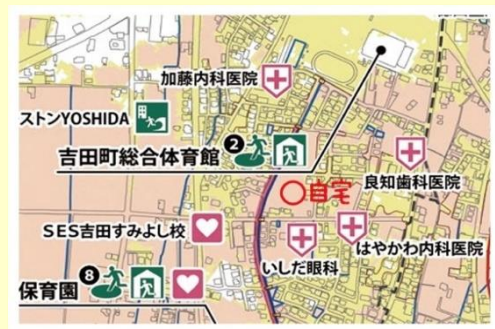 加藤内科医院
ストンYOSHIDA
吉田町総合体育館
2
良知歯科医院
自宅
SES吉田すみよし校
はやかわ内科医院
いしだ眼科
保育園
8